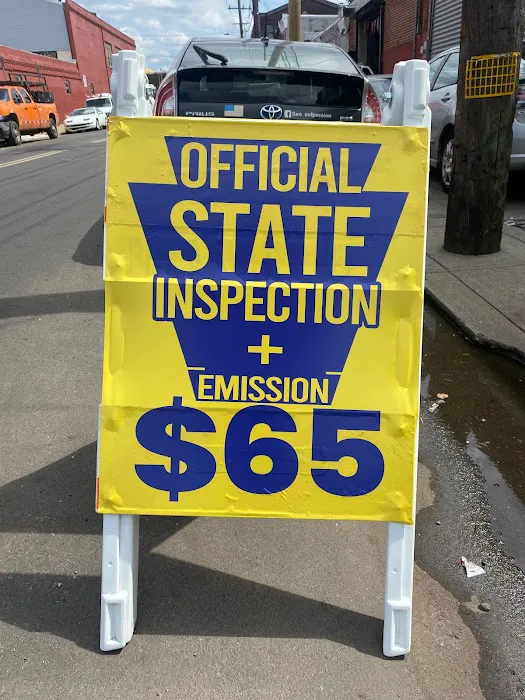 PRIUS
OFFICIAL
STATE
INSPECTION
+
EMISSION
$65